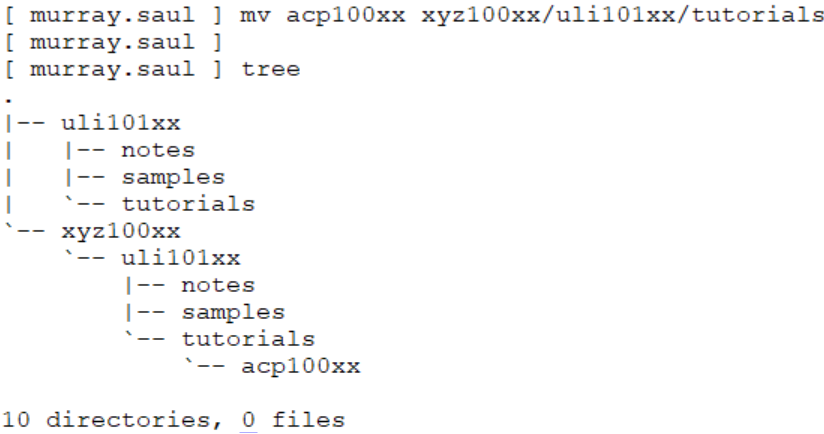 [ murray.saul ] mv acp100xx xyz100xx/uli101xx/tutorials
[ murray.saul ]
[ murray.saul ] tree
.
|-- uli101xx
|   |-- notes
|   |-- samples
|   `-- tutorials
`-- xyz100xx
    `-- uli101xx
        |-- notes
        |-- samples
        `-- tutorials
            `-- acp100xx

10 directories, 0 files